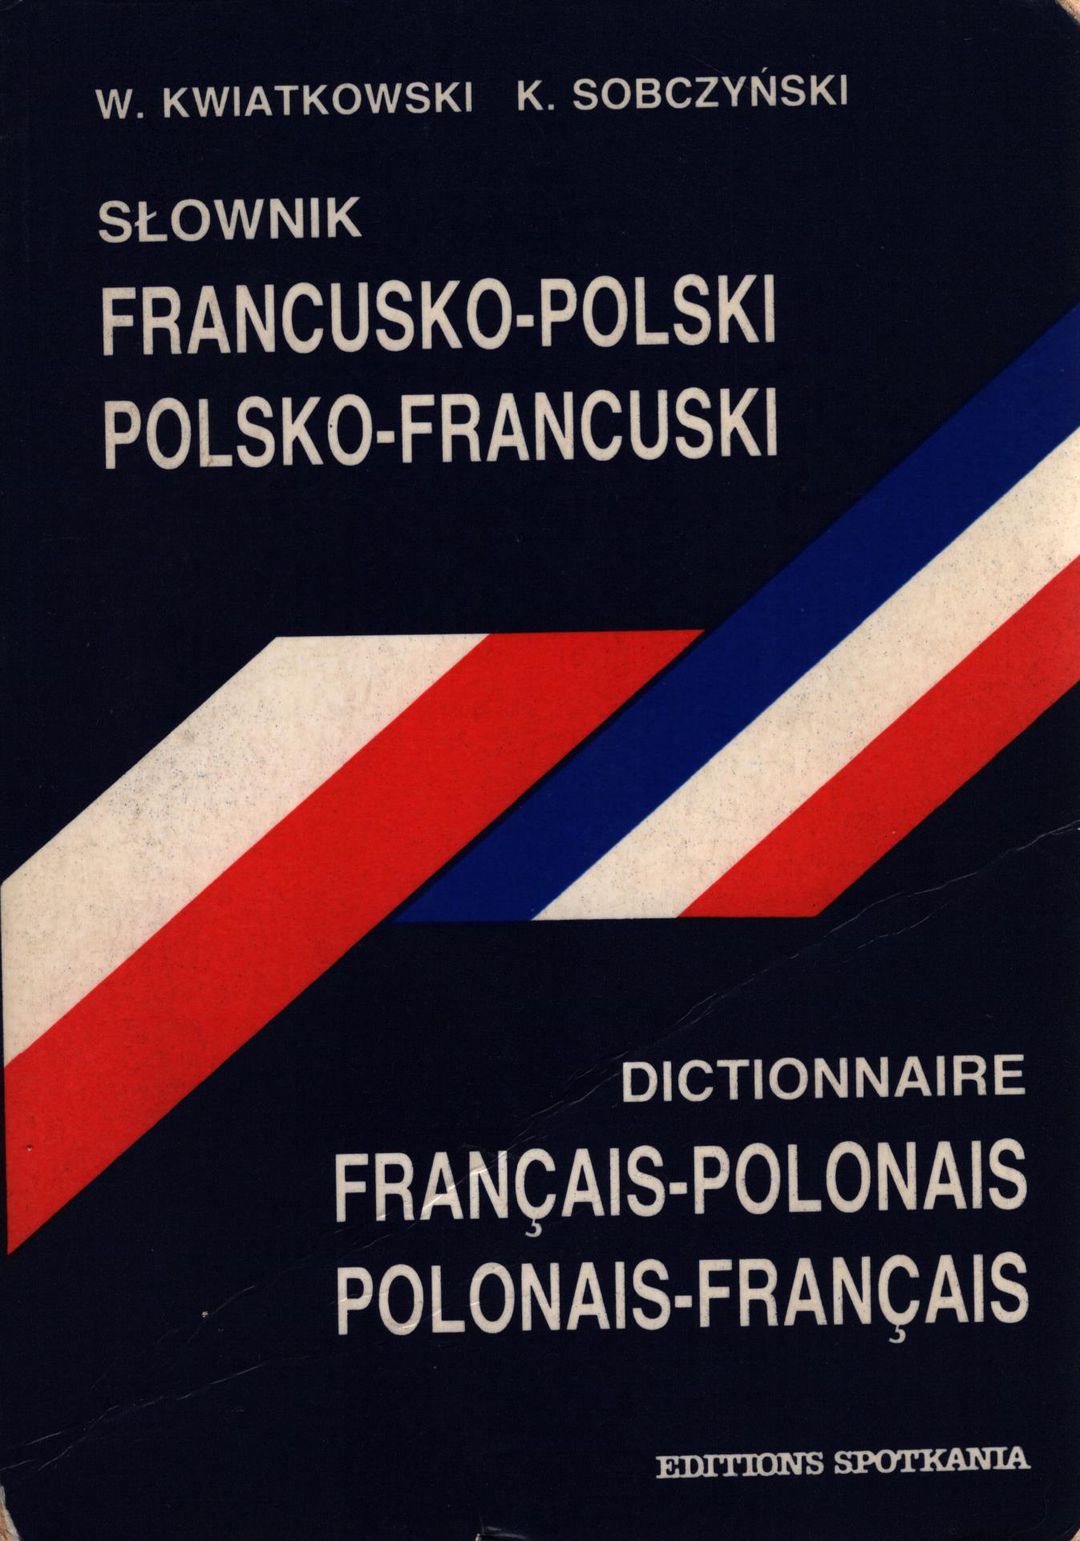 W. KWIATKOWSKI K. SOBCZYŃSKI
SŁOWNIK
FRANCUSKO-POLSKI
POLSKO-FRANCUSKI
DICTIONNAIRE
FRANÇAIS-POLONAIS
POLONAIS-FRANÇAIS
EDITIONS SPOTKANIA